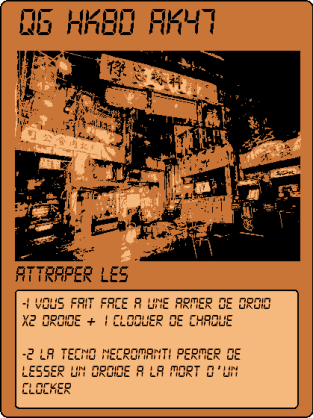 QG HK80 AK47
ATTRAPER LES
-1 VOUS FAIT FACE A UNE ARMER DE DROID
X2 DROIDE + 1 CLOQUER DE CHAQUE
-2 LA TECNO NECROMANTI PERMER DE
LESSER UN DROIDE A LA MORT D'UN
CLOCKER